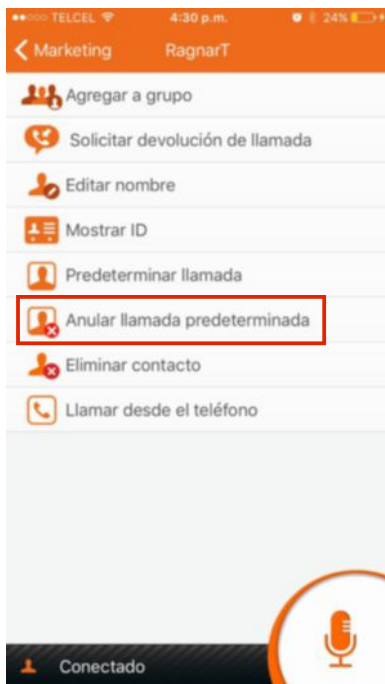 TELCEL 4:30 p.m. 24%
Marketing RagnarT
Agregar a grupo
Solicitar devolución de llamada
Editar nombre
Mostrar ID
Predeterminar llamada
Anular llamada predeterminada
Eliminar contacto
Llamar desde el teléfono
Conectado